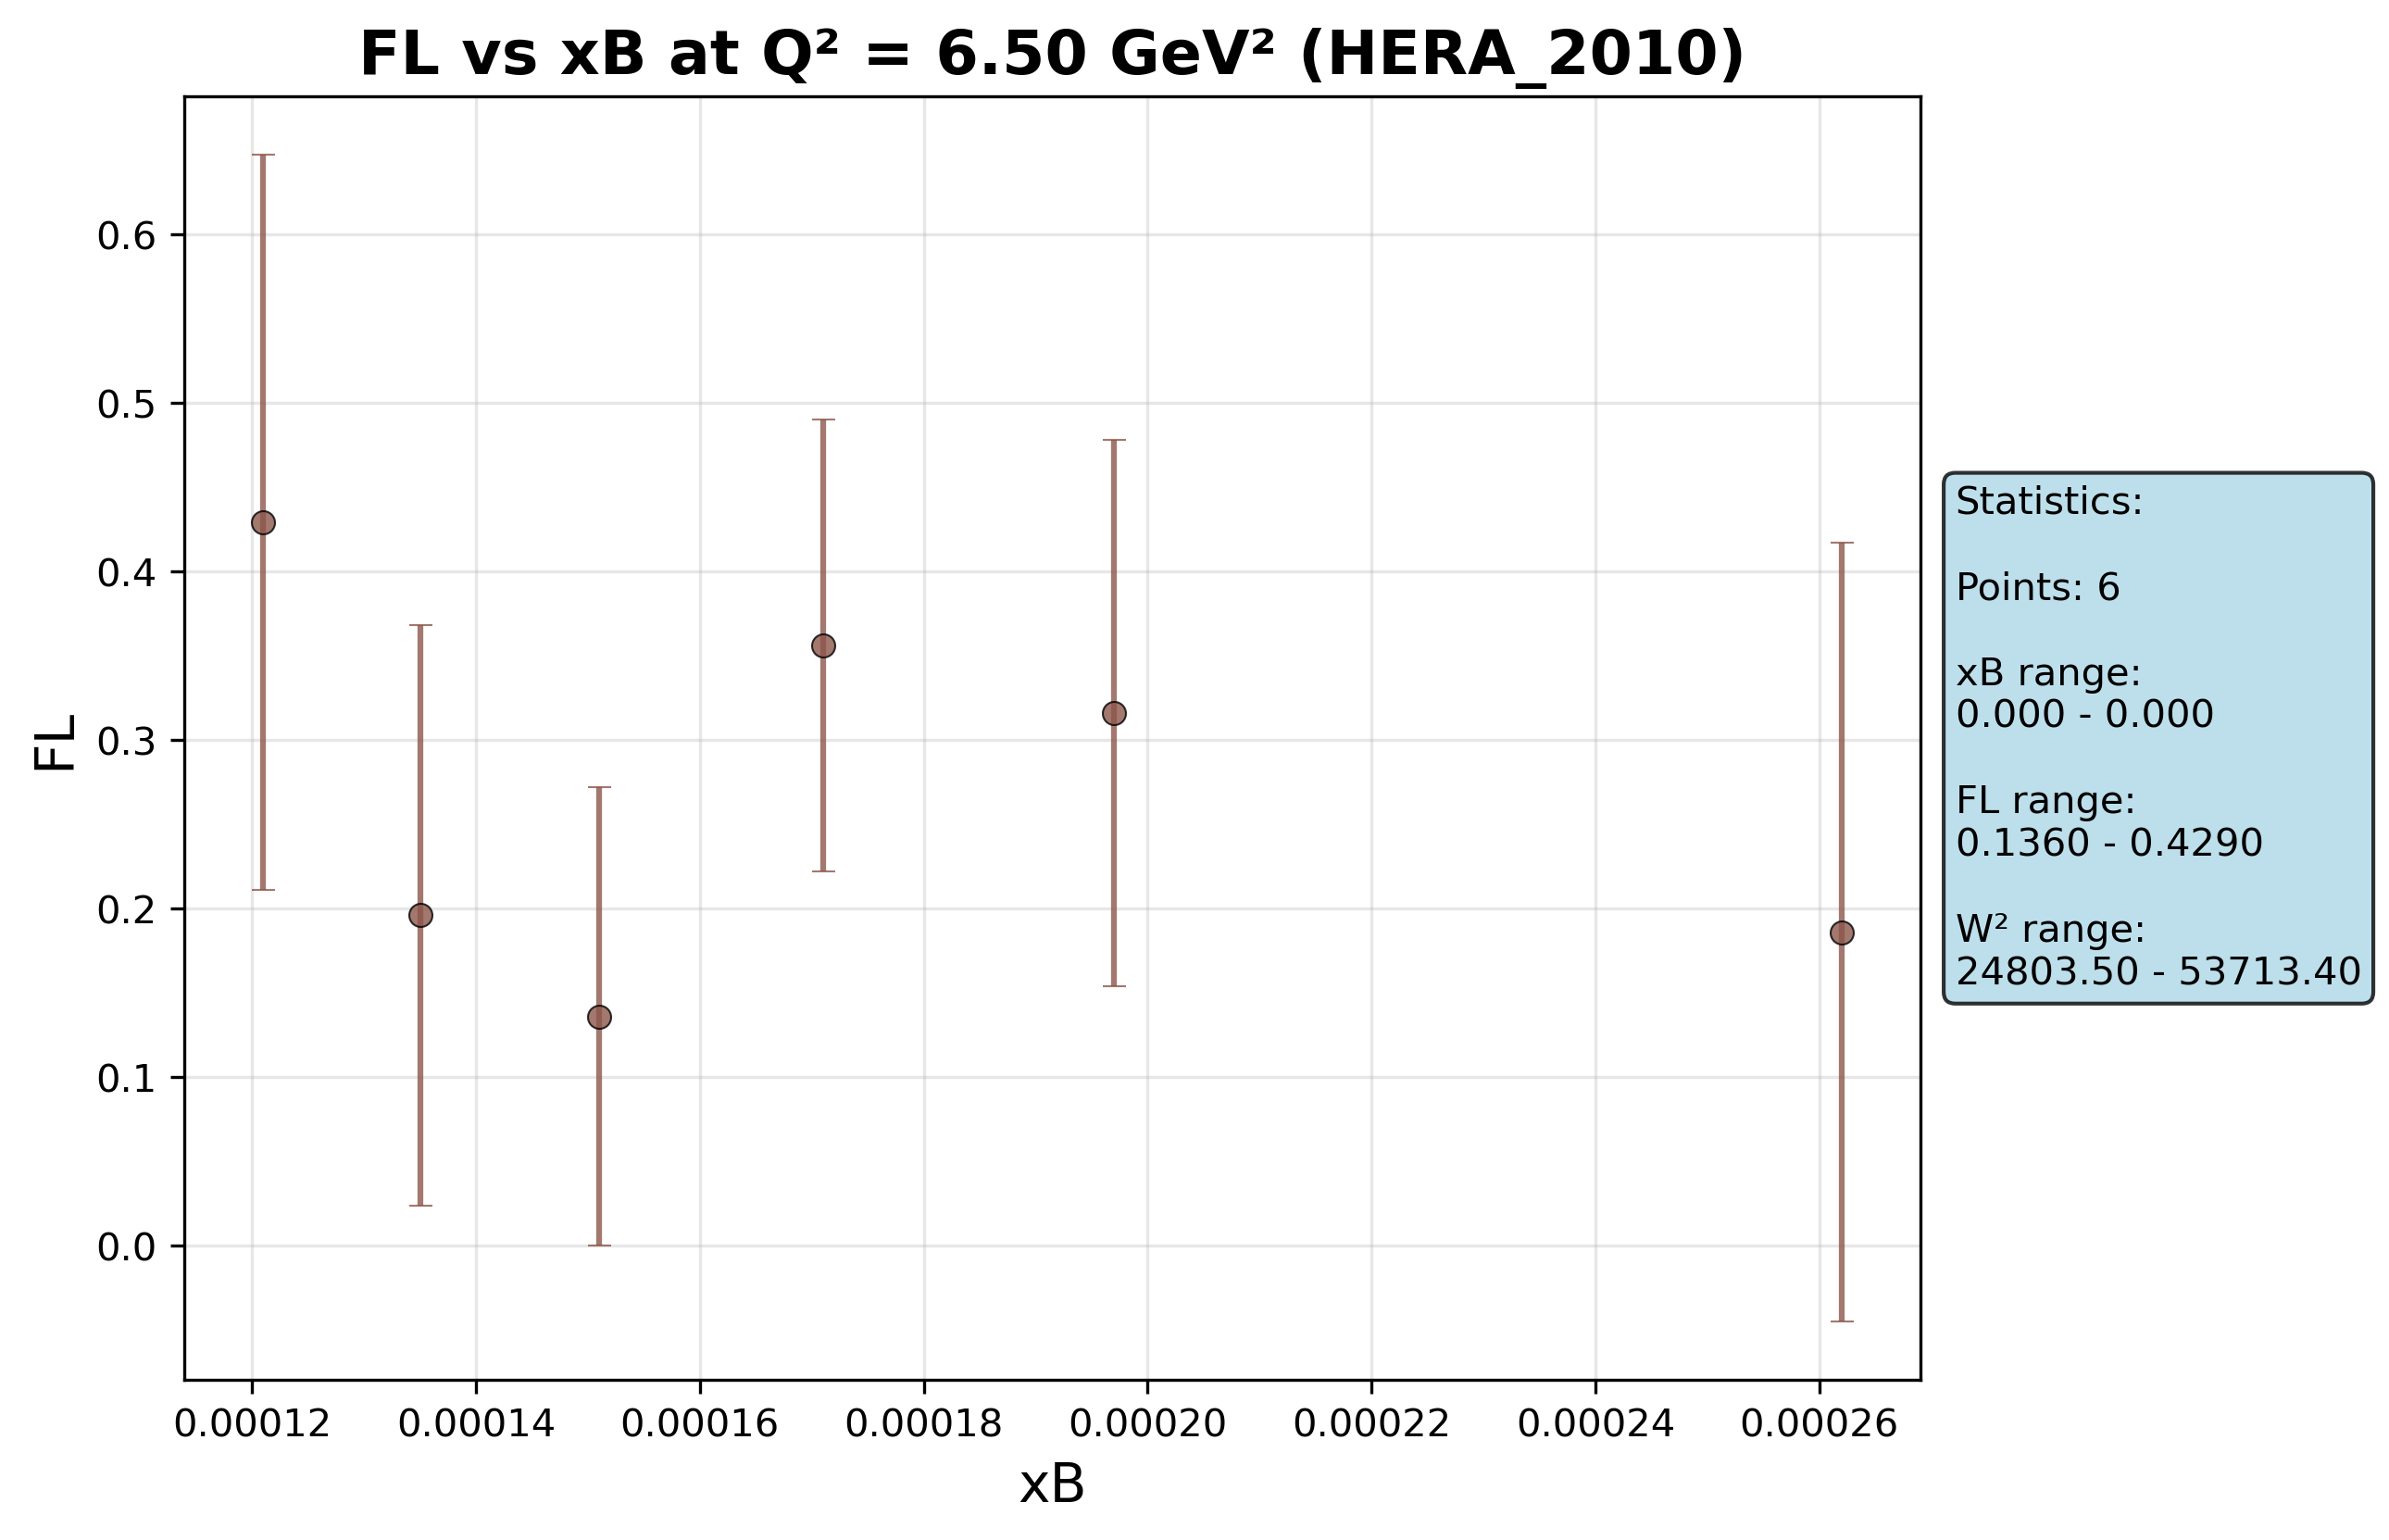 FL vs xB at Q² = 6.50 GeV² (HERA_2010)
FL
0.6
0.5
0.4
0.3
0.2
0.1
0.0
0.00012 0.00014 0.00016 0.00018 0.00020 0.00022 0.00024 0.00026
xB
Statistics:
Points: 6
xB range:
0.000 - 0.000
FL range:
0.1360 - 0.4290
W² range:
24803.50 - 53713.40